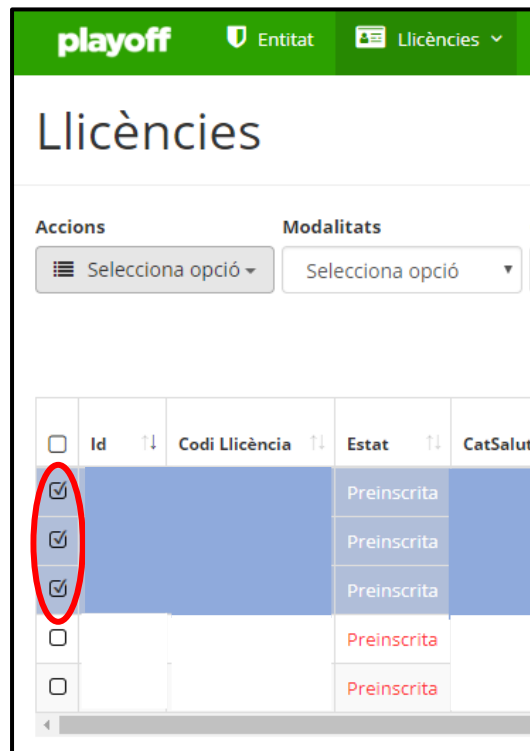 playoff Entitat Llicències
Llicències
Accions Modalitats
Selecciona opció Selecciona opció
Id Codi Llicència Estat CatSalut
Preinscrita
Preinscrita
Preinscrita
Preinscrita
Preinscrita